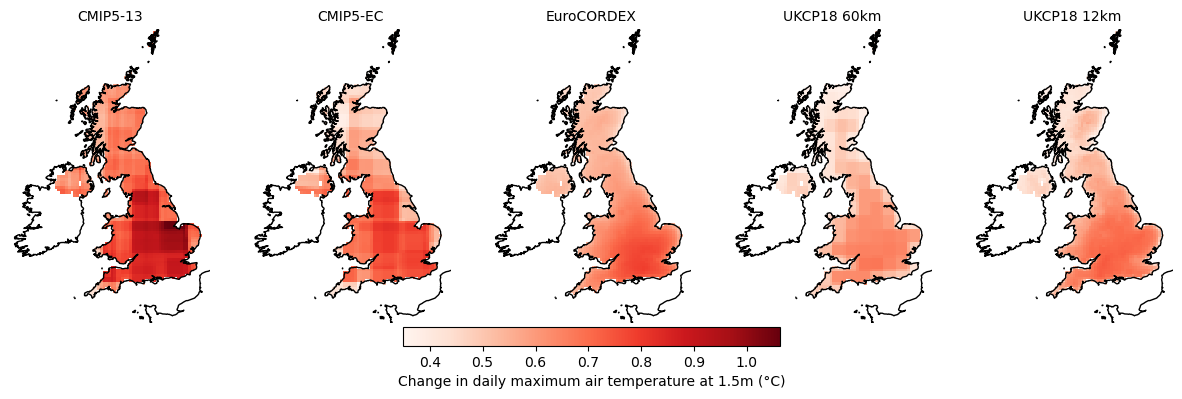 CMIP5-13
CMIP5-EC
EuroCORDEX
UKCP18 60km
UKCP18 12km
0.4 0.5 0.6 0.7 0.8 0.9 1.0
Change in daily maximum air temperature at 1.5m (°C)